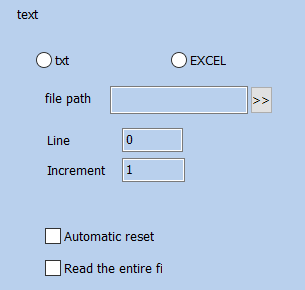 text
txt EXCEL
file path >>
Line 0
Increment 1
Automatic reset
Read the entire fi